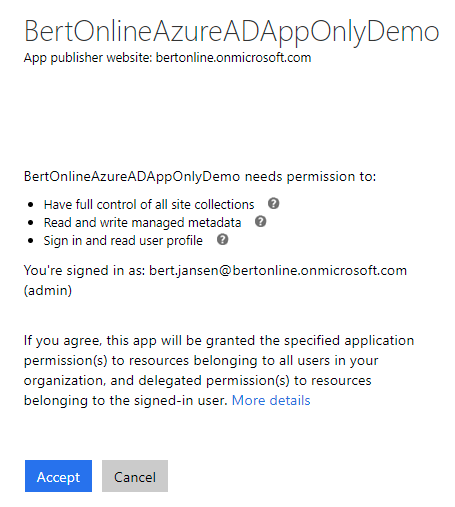 BertOnlineAzureADAppOnlyDemo
App publisher website: bertonline.onmicrosoft.com
BertOnlineAzureADAppOnlyDemo needs permission to:
• Have full control of all site collections ?
• Read and write managed metadata ?
• Sign in and read user profile ?
You're signed in as: bert.jansen@bertonline.onmicrosoft.com
(admin)
If you agree, this app will be granted the specified application
permission(s) to resources belonging to all users in your
organization, and delegated permission(s) to resources
belonging to the signed-in user. More details
Accept Cancel